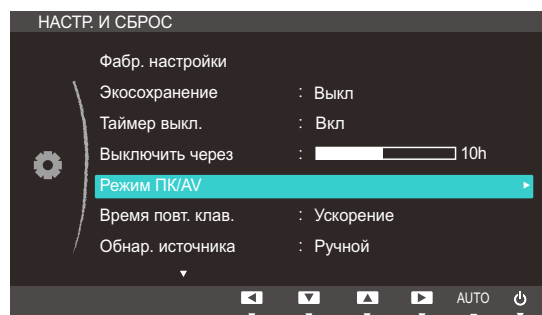 НАСТР. И СБРОС
Фабр. настройки
Экосохранение : Выкл
Таймер выкл. : Вкл
Выключить через : 10h
Режим ПК/AV
Время повт. клав. : Ускорение
Обнар. источника : Ручной
AUTO